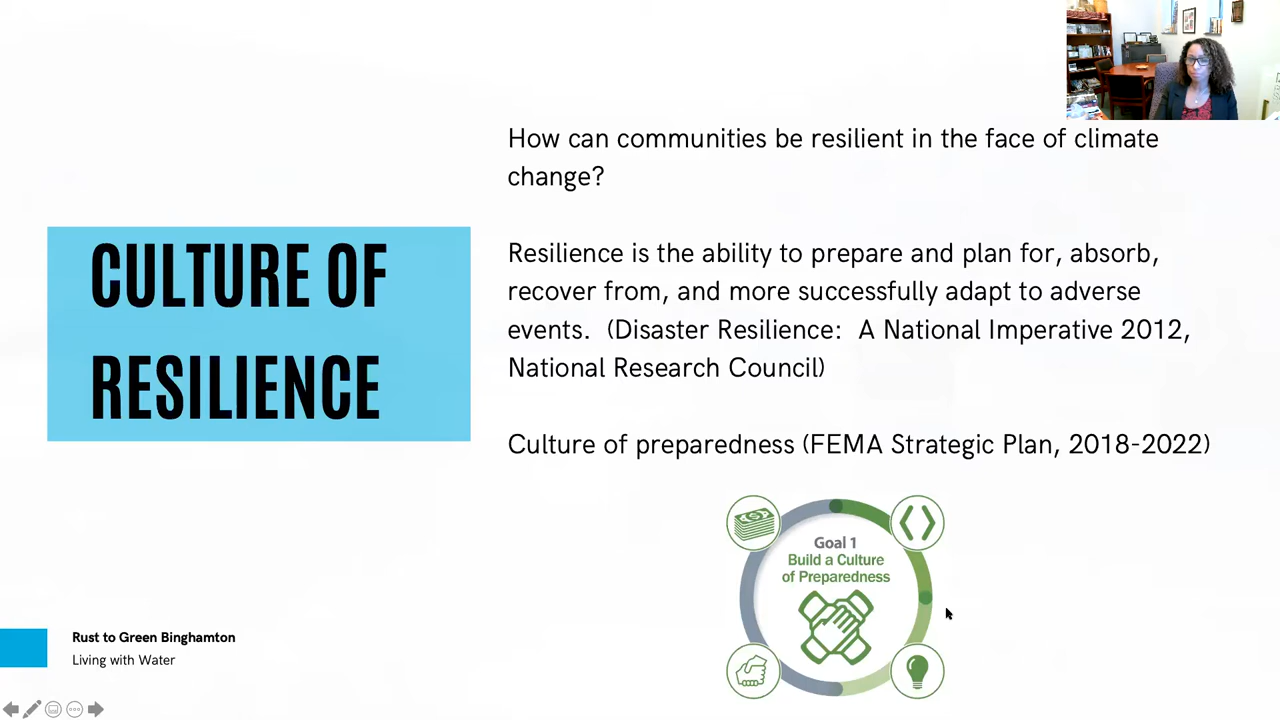 CULTURE OF
RESILIENCE
How can communities be resilient in the face of climate
change?
Resilience is the ability to prepare and plan for, absorb,
recover from, and more successfully adapt to adverse
events.  (Disaster Resilience:  A National Imperative 2012,
National Research Council)
Culture of preparedness (FEMA Strategic Plan, 2018-2022)
Goal 1
Build a Culture
of Preparedness
Rust to Green Binghamton
Living with Water